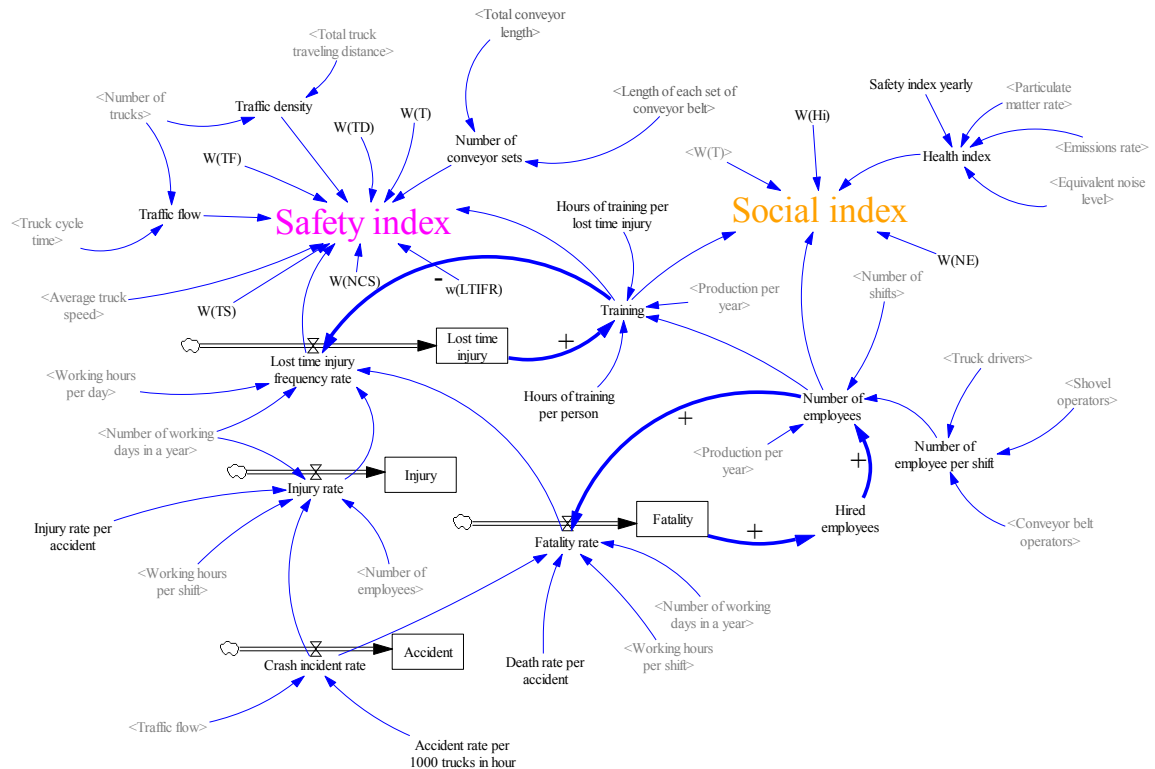 <Total conveyor
length>
<Total truck
traveling distance>
<Number of
trucks>
Traffic density
W(TD)
W(T)
Number of
conveyor sets
<Length of each set of
conveyor belt>
Safety index yearly
<Particulate
matter rate>
W(Hi)
<W(T)>
Health index
<Emissions rate>
<Equivalent noise
level>
W(TF)
Traffic flow
<Truck cycle
time>
Safety index
Social index
Hours of training per
lost time injury
W(NE)
<Average truck
speed>
W(TS)
W(NCS)
-
w(LTIFR)
<Production per
year>
<Number of
shifts>
Training
Lost time
injury
+
Lost time injury
frequency rate
<Working hours
per day>
Hours of training
per person
Number of
employees
+
<Truck drivers>
<Shovel
operators>
<Number of working
days in a year>
<Production per
year>
+
Number of
employee per shift
Injury
Injury rate
Injury rate per
accident
Fatality
+
Hired
employees
Fatality rate
<Conveyor belt
operators>
<Working hours
per shift>
<Number of
employees>
<Number of working
days in a year>
<Working hours
per shift>
Death rate per
accident
Accident
Crash incident rate
<Traffic flow>
Accident rate per
1000 trucks in hour